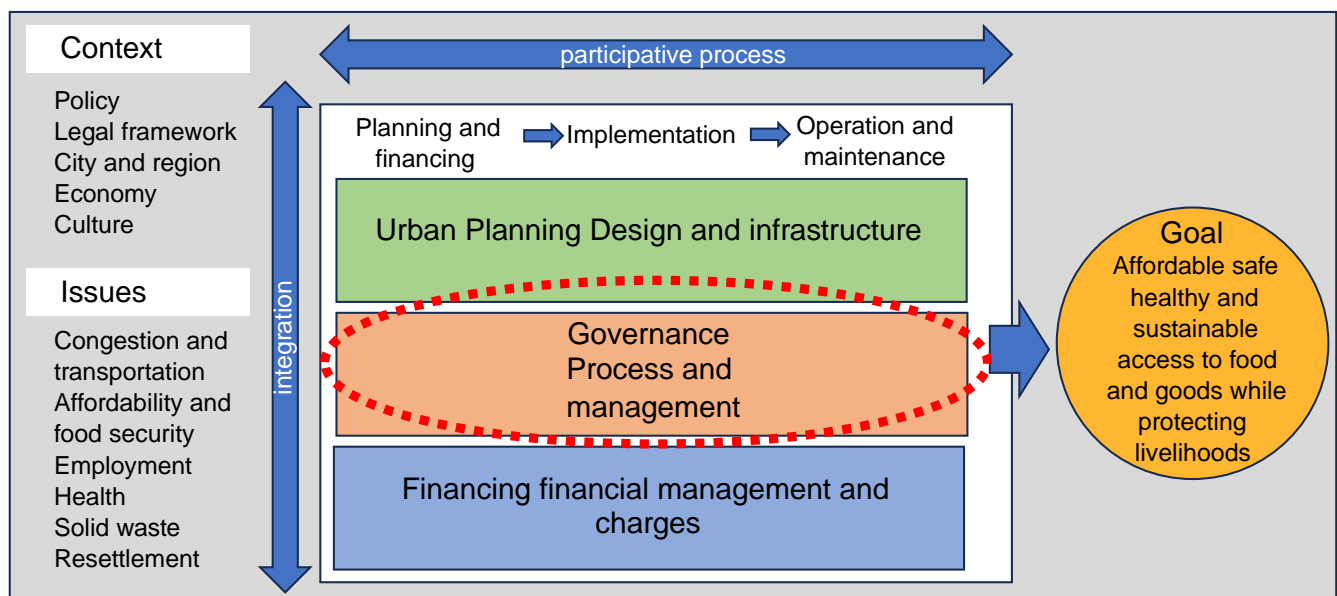 Context
Policy
Legal framework
City and region
Economy
Culture
Issues
Congestion and
transportation
Affordability and
food security
Employment
Health
Solid waste
Resettlement
integration
participative process
Planning and
financing
Implementation
Operation and
maintenance
Urban Planning Design and infrastructure
Governance
Process and
management
Financing financial management and
charges
Goal
Affordable safe
healthy and
sustainable
access to food
and goods while
protecting
livelihoods